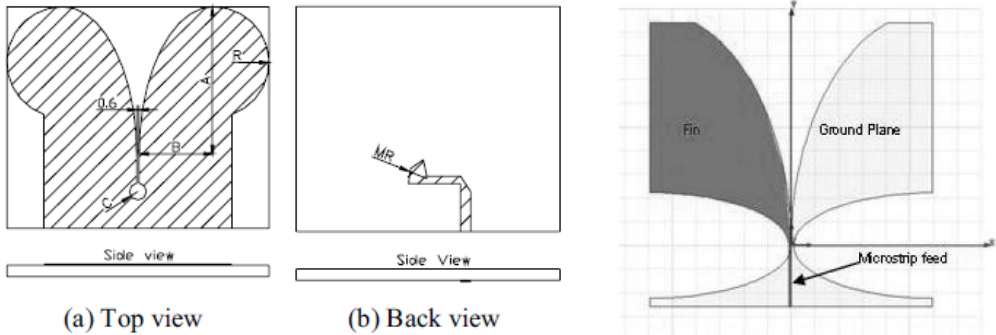 R
A
0.6
B
C
Side view
(a) Top view
MR
Side View
(b) Back view
Y
Fin
Ground Plane
X
Microstrip feed